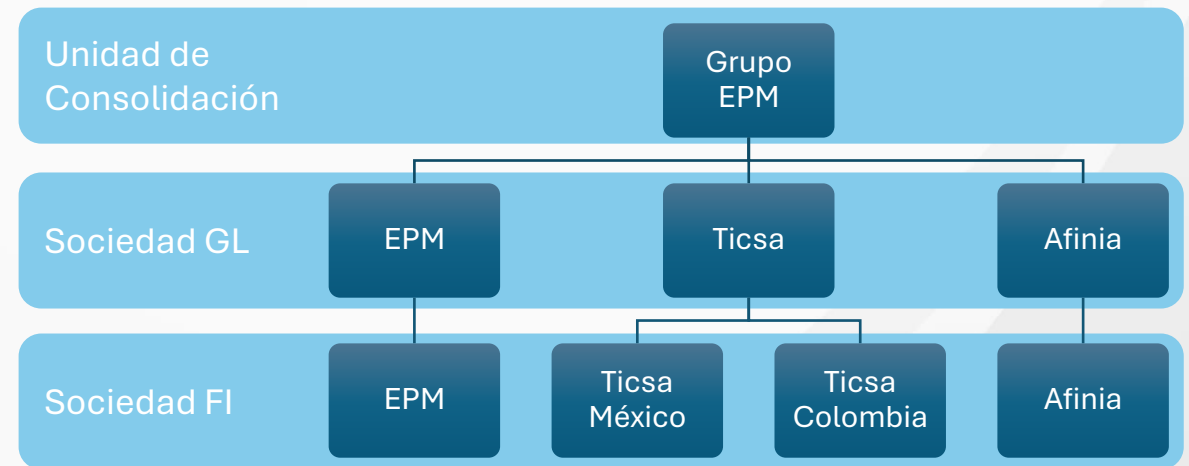 Unidad de
Consolidación
Grupo
EPM
Sociedad GL
EPM
Ticsa
Afinia
Sociedad FI
EPM
Ticsa
México
Ticsa
Colombia
Afinia